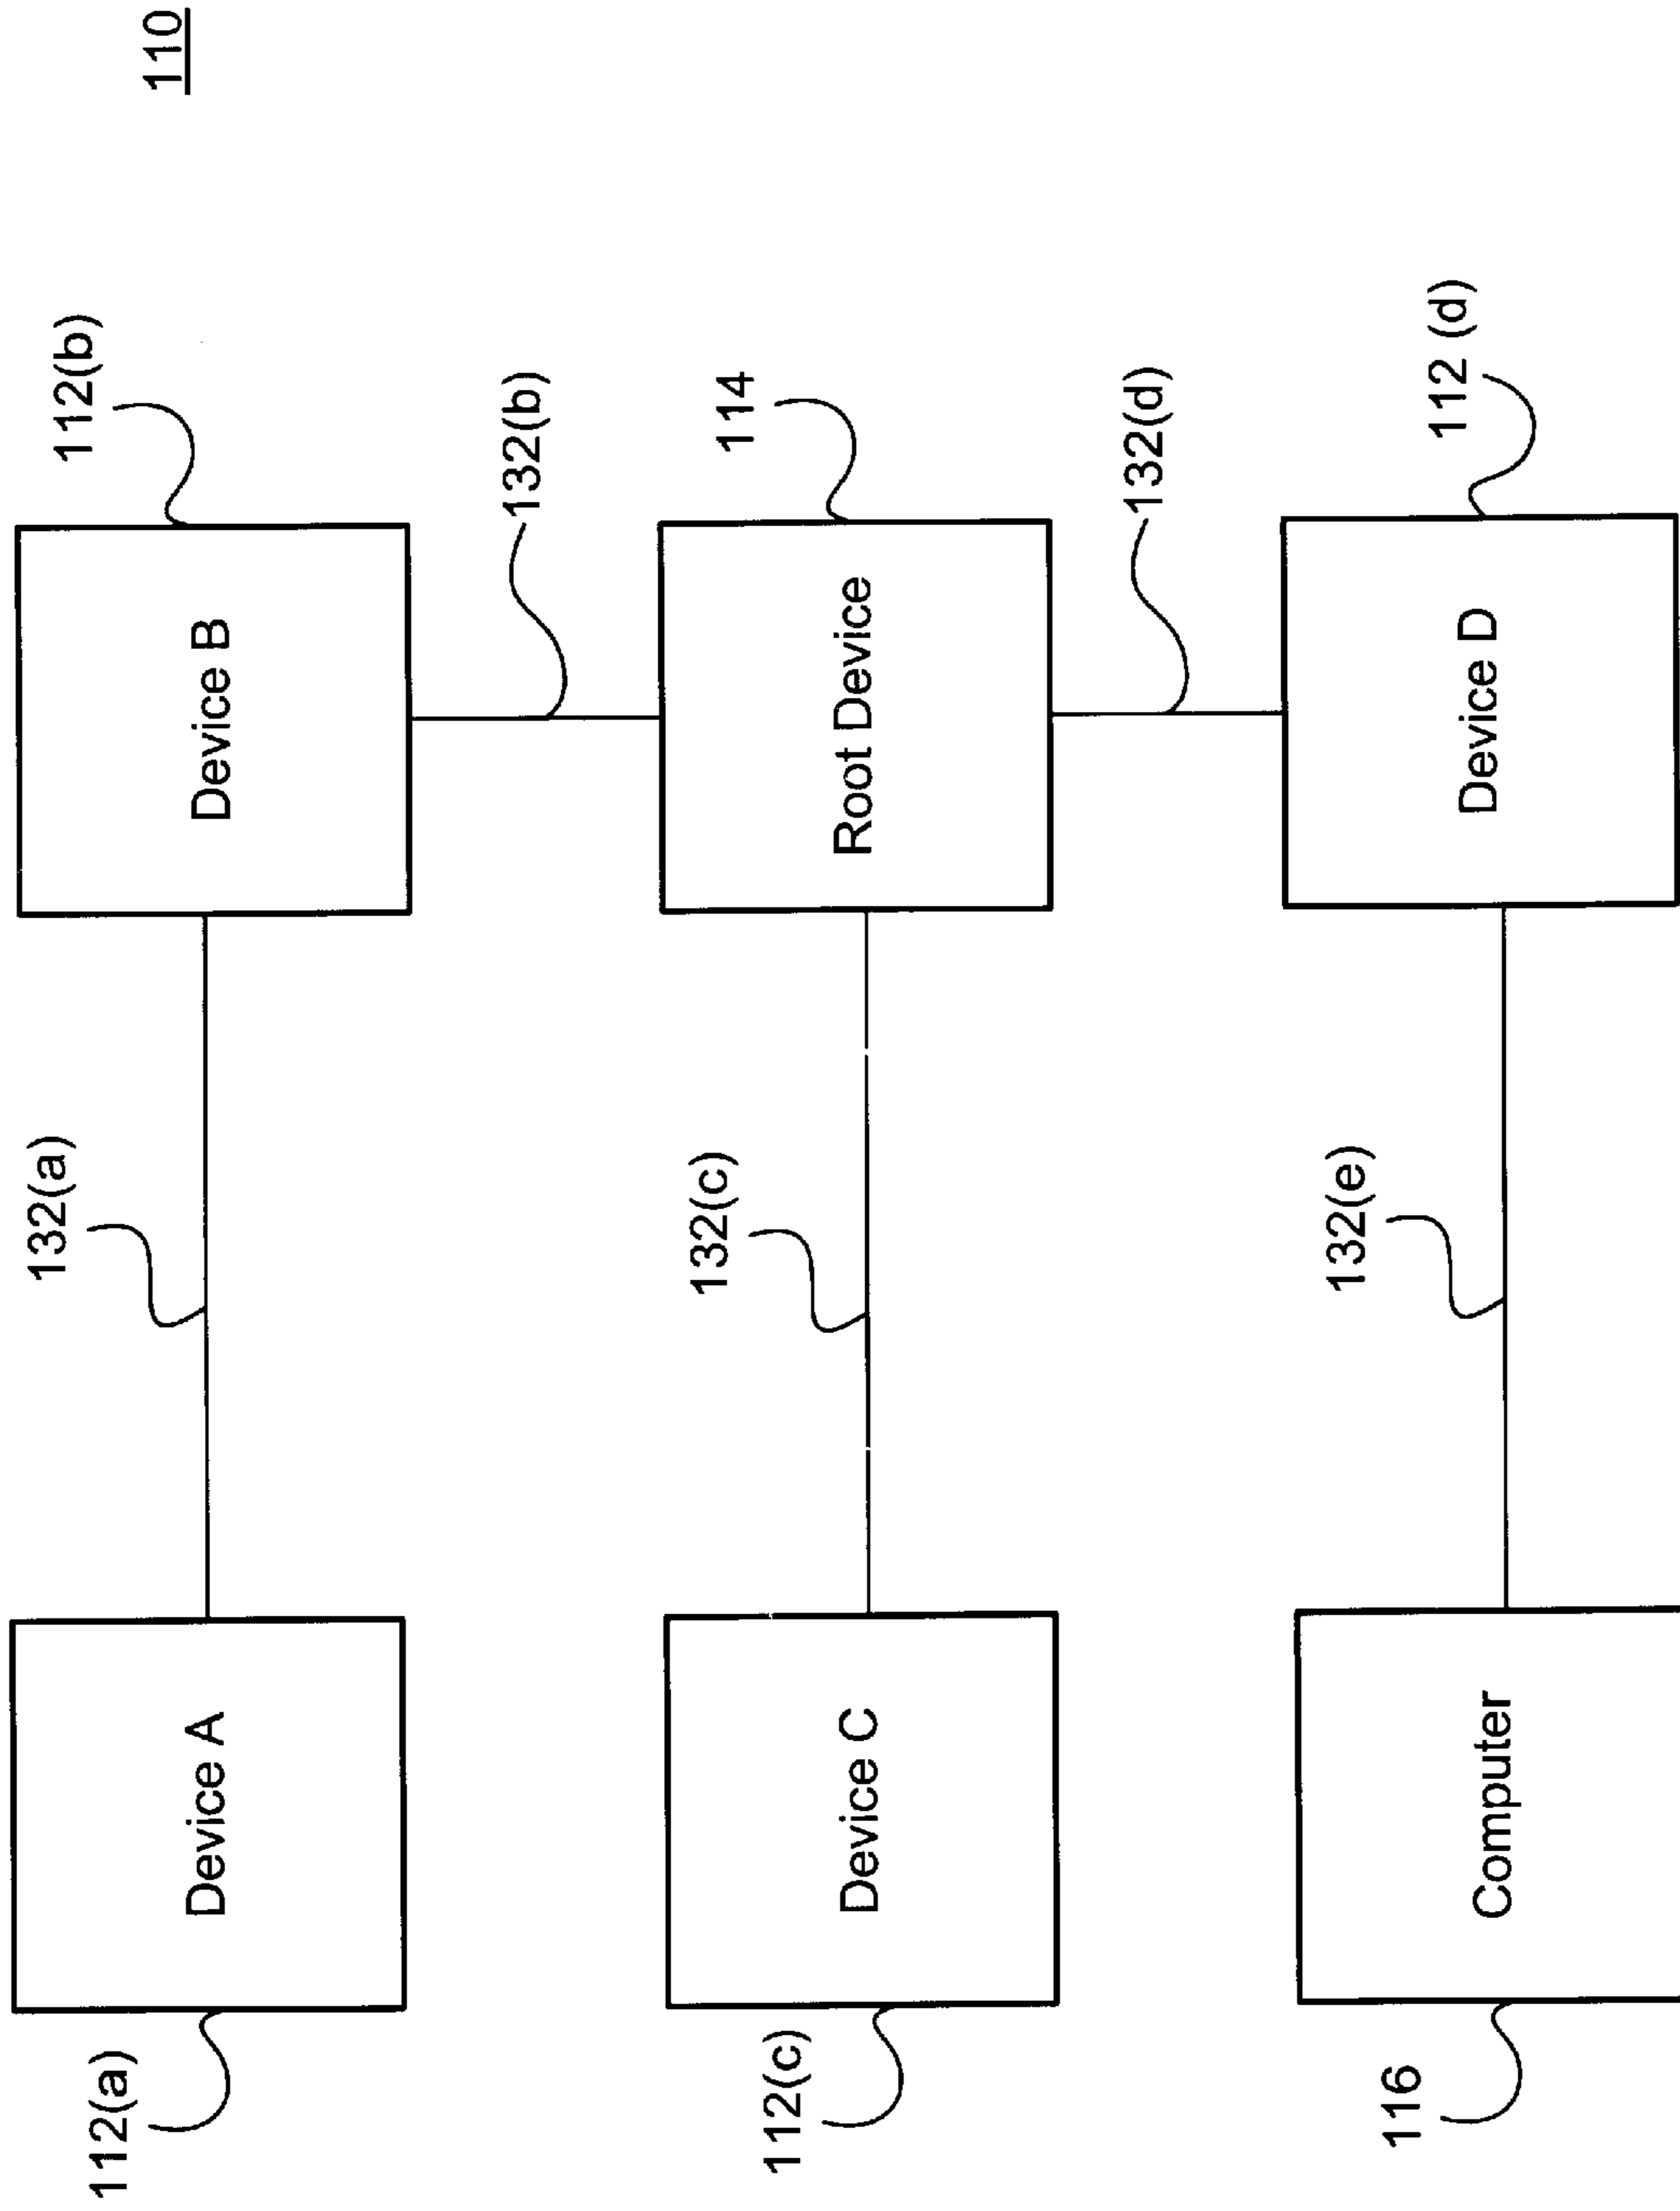 110
112(a)
Device A
132(a)
Device B
112(b)
132(b)
112(c)
Device C
132(c)
Root Device
114
132(d)
116
Computer
132(e)
Device D
112 (d)